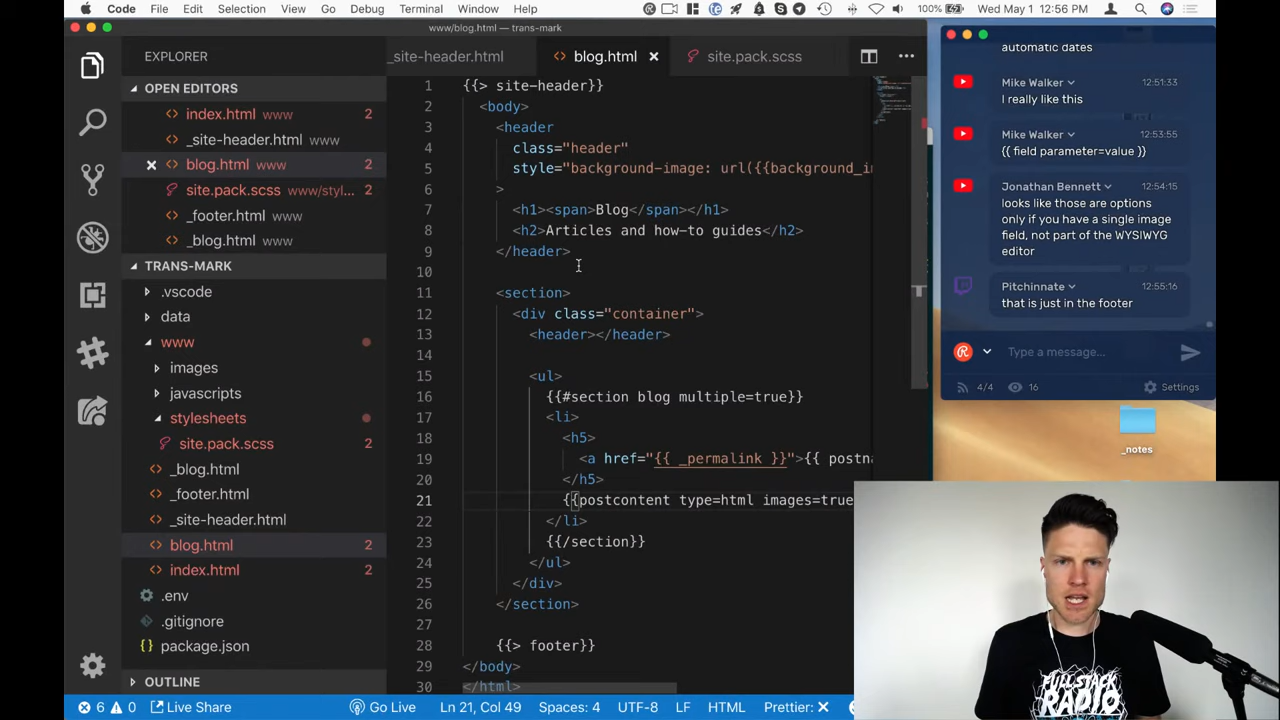 Code File Edit Selection View Go Debug Terminal Window 100% Wed May 1 12:56 PM
www/blog.html — trans-mark
EXPLORER
OPEN EDITORS
index.html www 2
_site-header.html www
blog.html www 2
site.pack.scss www/styl... 2
_footer.html www
_blog.html www
TRANS-MARK
.vscode
data
www
images
javascripts
stylesheets
site.pack.scss 2
_blog.html
_footer.html
_site-header.html
blog.html 2
index.html 2
.env
.gitignore
package.json
OUTLINE
_site-header.html blog.html site.pack.scss
1 {{> site-header}}
2 <body>
3 <header
4 class="header"
5 style="background-image: url({{background_im
6 >
7 <h1><span>Blog</span></h1>
8 <h2>Articles and how-to guides</h2>
9 </header>
10
11 <section>
12 <div class="container">
13 <header></header>
14
15 <ul>
16 {{#section blog multiple=true}}
17 <li>
18 <h5>
19 <a href="{{ _permalink }}">{{ postna
20 </h5>
21 {{postcontent type=html images=true
22 </li>
23 {{/section}}
24 </ul>
25 </div>
26 </section>
28 {{> footer}}
29 </body>
30 </html>
6 0 Live Share Go Live Ln 21, Col 49 Spaces: 4 UTF-8 LF HTML Prettier: ✗
automatic dates
Mike Walker 12:51:33
I really like this
Mike Walker 12:53:55
{{ field parameter=value }}
Jonathan Bennett 12:54:15
looks like those are options
only if you have a single image
field, not part of the WYSIWYG
editor
Pitchinnate 12:55:16
that is just in the footer
Type a message...
4/4 16 Settings
_notes
FULL STACK
RADIO